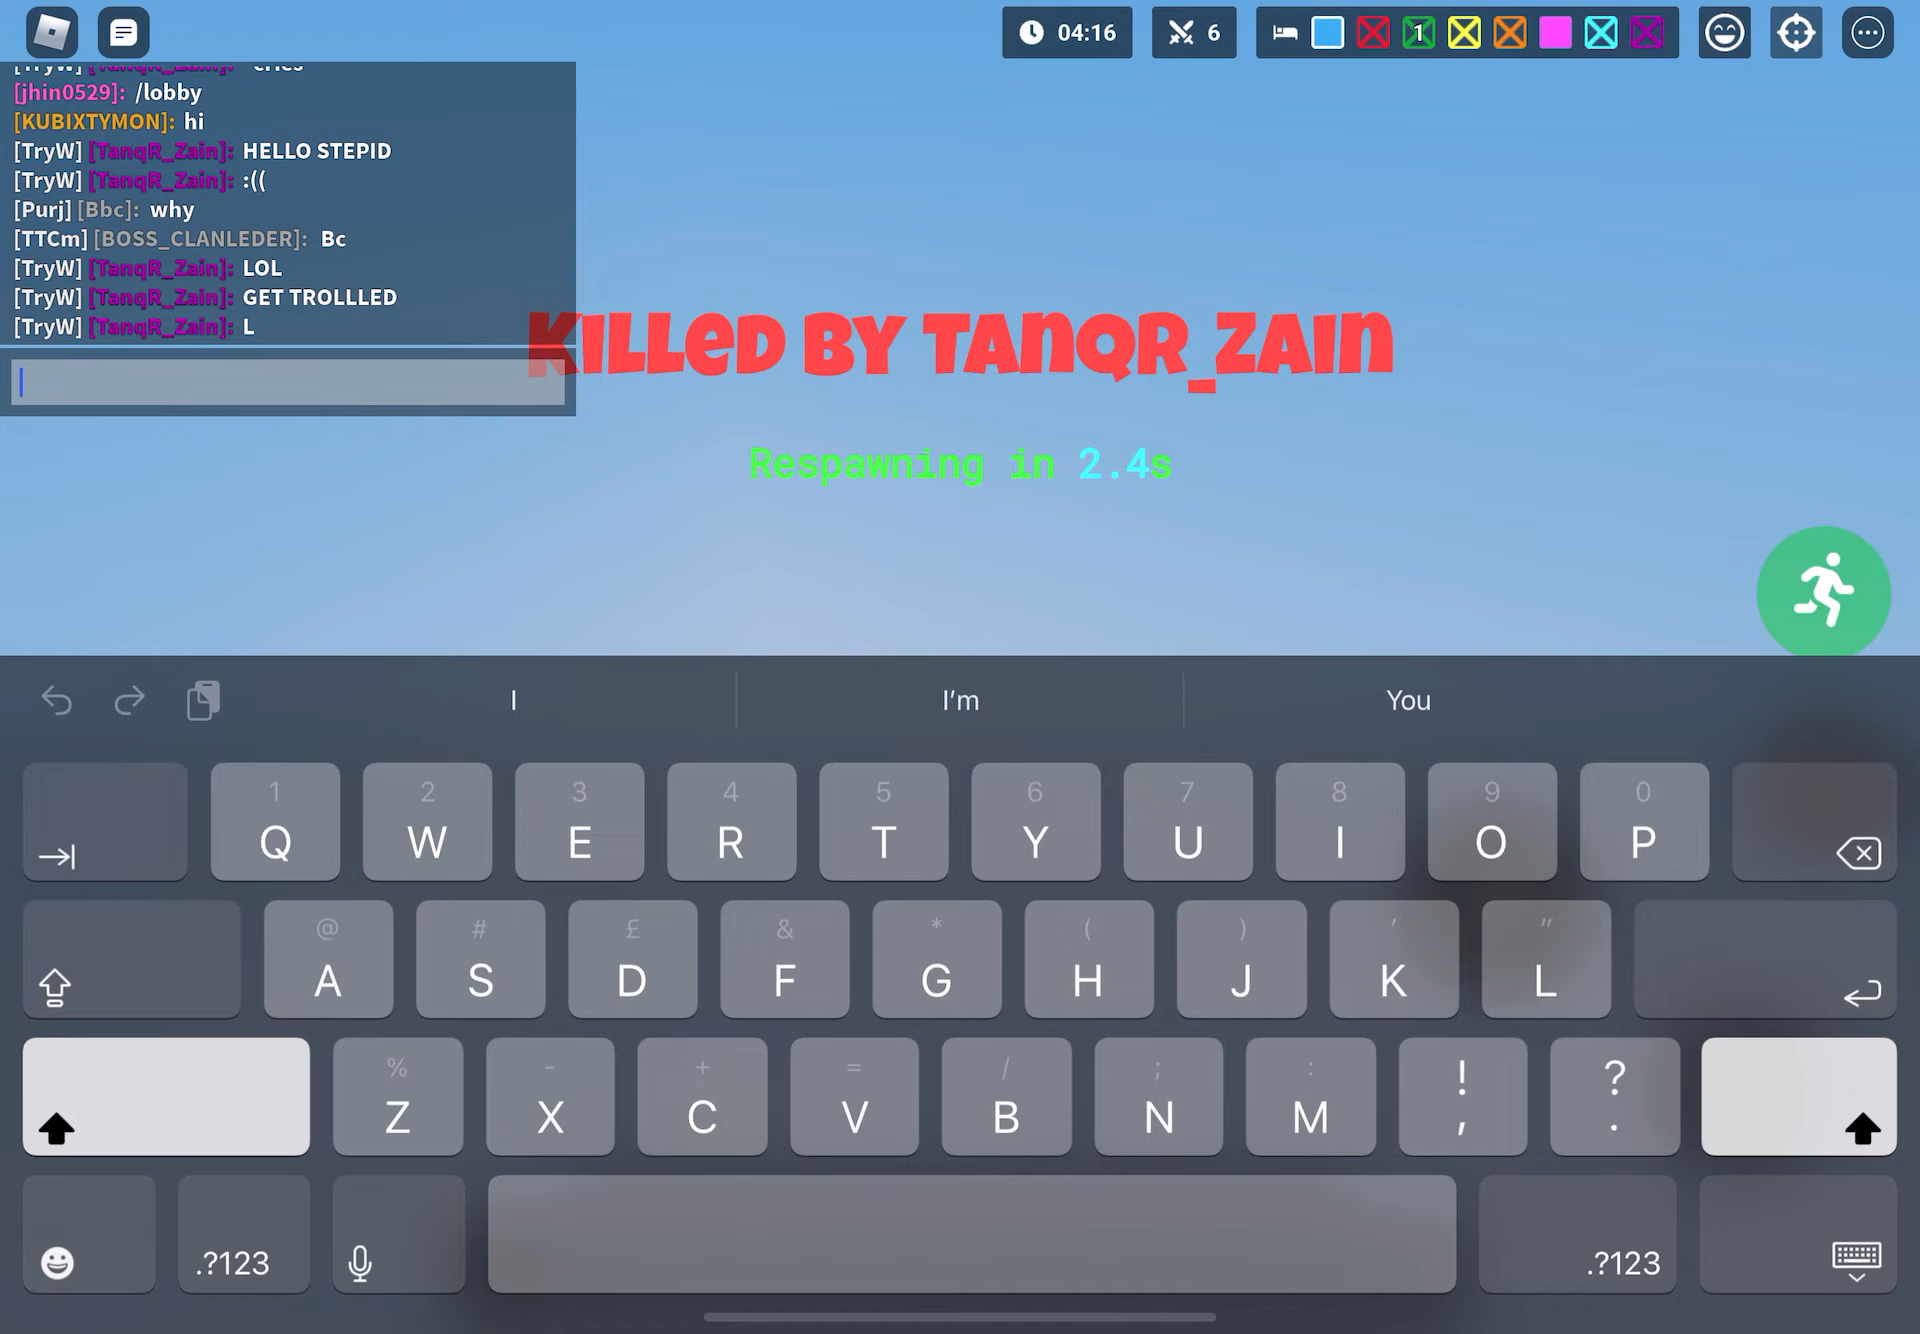 04:16
6
1
[jhin0529]: /lobby
[KUBIXTYMON]: hi
[TryW] [TanqR_Zain]: HELLO STEPID
[TryW] [TanqR_Zain]: :((
[Purj] [Bbc]: why
[TTCm] [BOSS_CLANLEDER]: Bc
[TryW] [TanqR_Zain]: LOL
[TryW] [TanqR_Zain]: GET TROLLLED
[TryW] [TanqR_Zain]: L
KILLED BY TANQR_ZAIN
Respawning in 2.4s
I I'm You
1 2 3 4 5 6 7 8 9 0
Q W E R T Y U I O P
@ # £ & * ( ) ' "
A S D F G H J K L
% - + = / ; : ! ?
Z X C V B N M , .
.?123 .?123